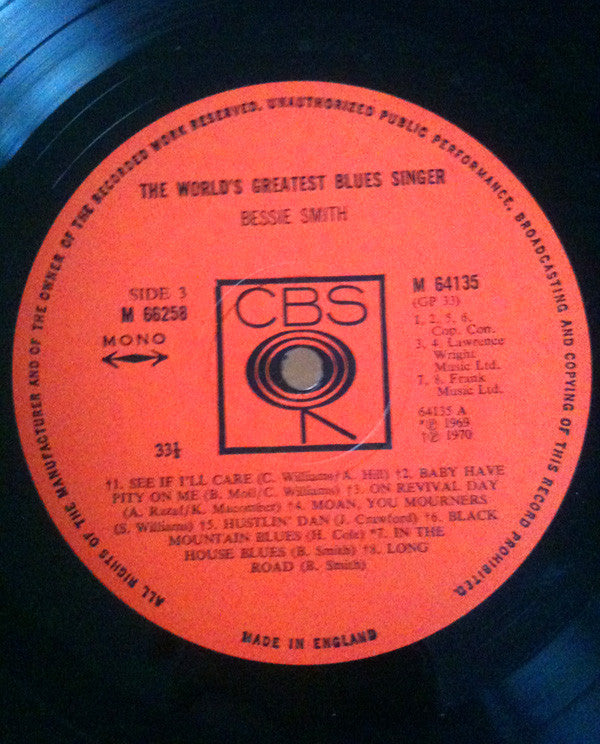 ALL RIGHTS OF THE MANUFACTURER AND OF THE OWNER OF THE RECORDED WORK RESERVED. UNAUTHORIZED PUBLIC PERFORMANCE, BROADCASTING AND COPYING OF THIS RECORD PROHIBITED.
THE WORLD'S GREATEST BLUES SINGER
BESSIE SMITH
SIDE 3
M 66258
MONO
33⅓
CBS
M 64135
(GP 33)
1, 2, 5, 6,
Cop. Con.
3, 4. Lawrence
Wright
Music Ltd.
7, 8. Frank
Music Ltd.
64135 A
*℗ 1969
†℗ 1970
†1. SEE IF I'LL CARE (C. Williams/K. Hill) †2. BABY HAVE
PITY ON ME (B. Moll/C. Williams) †3. ON REVIVAL DAY
(A. Razaf/K. Macomber) †4. MOAN, YOU MOURNERS
(S. Williams) †5. HUSTLIN' DAN (J. Crawford) †6. BLACK
MOUNTAIN BLUES (H. Cole) *7. IN THE
HOUSE BLUES (B. Smith) †8. LONG
ROAD (B. Smith)
MADE IN ENGLAND